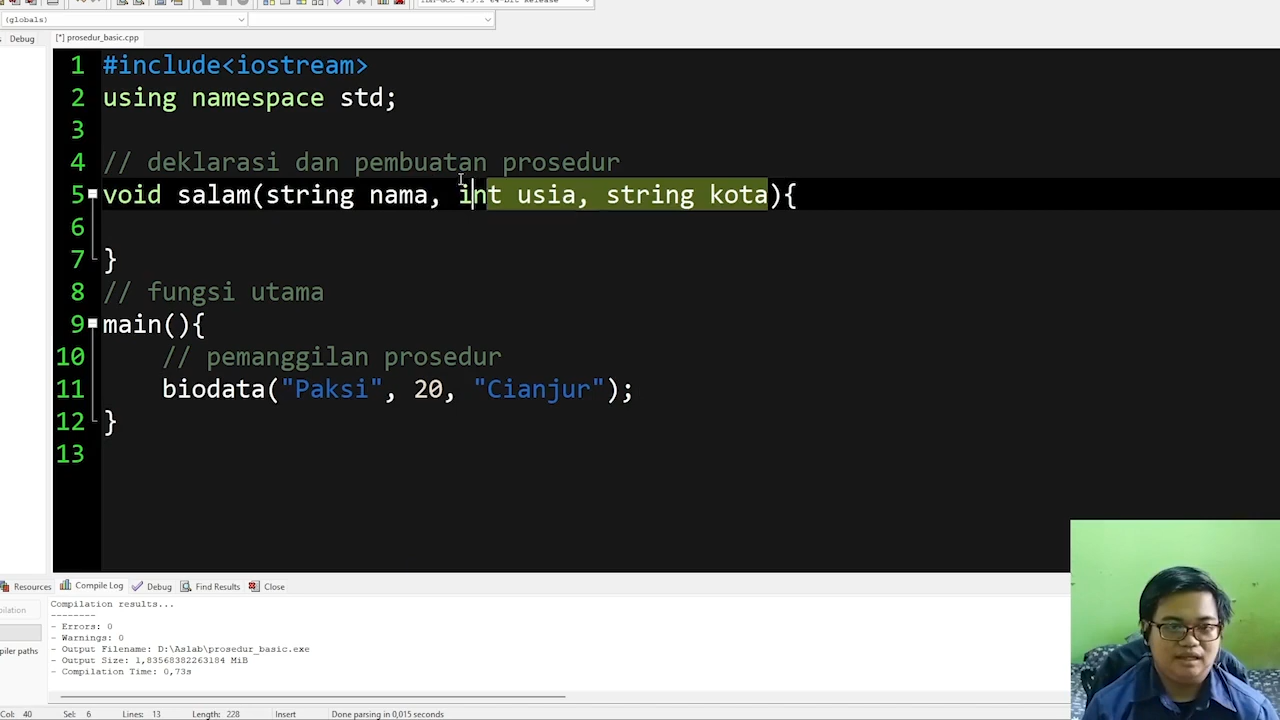 (globals)
Debug
[*] prosedur_basic.cpp
1 #include<iostream>
2 using namespace std;
3
4 // deklarasi dan pembuatan prosedur
5 void salam(string nama, int usia, string kota){
6
7 }
8 // fungsi utama
9 main(){
10 // pemanggilan prosedur
11 biodata("Paksi", 20, "Cianjur");
12 }
13
Resources Compile Log Debug Find Results Close
Compilation results...
--------
- Errors: 0
- Warnings: 0
- Output Filename: D:\Aslab\prosedur_basic.exe
- Output Size: 1,83568382263184 MiB
- Compilation Time: 0,73s
Col: 40 Sel: 6 Lines: 13 Length: 228 Insert Done parsing in 0,015 seconds